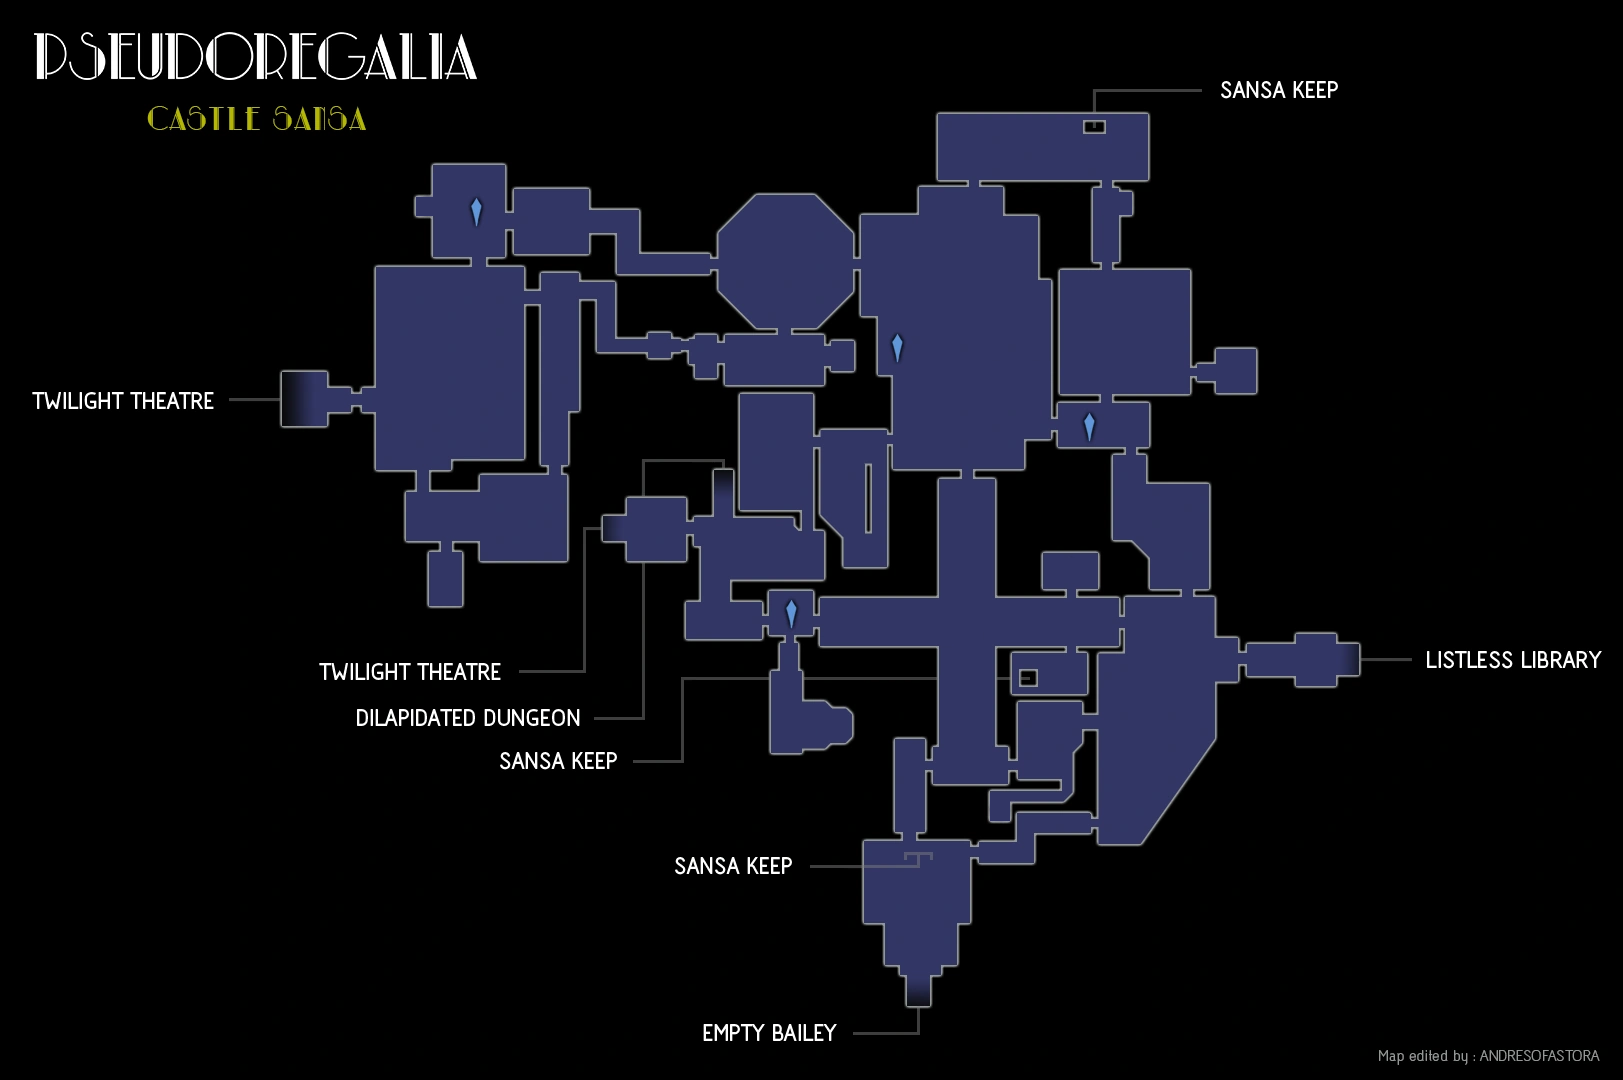 PSEUDOREGALIA
CASTLE SANSA
SANSA KEEP
TWILIGHT THEATRE
TWILIGHT THEATRE
LISTLESS LIBRARY
DILAPIDATED DUNGEON
SANSA KEEP
SANSA KEEP
EMPTY BAILEY
Map edited by : ANDRESOFASTORA